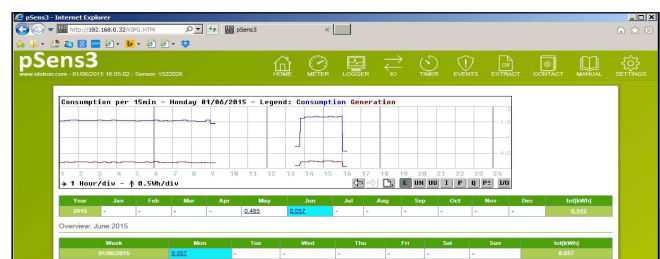 pSens3 - Internet Explorer
http://192.168.0.32/VIPS.HTM
pSens3
pSens3
www.idetron.com - 01/06/2015 16:05:02 - Sensor: 1522026
HOME METER LOGGER IO TIMER EVENTS EXTRACT CONTACT MANUAL SETTINGS
Consumption per 15min - Monday 01/06/2015 - Legend: Consumption Generation
1 2 3 4 5 6 7 8 9 10 11 12 13 14 15 16 17 18 19 20 21 22 23 24
→ 1 Hour/div - ↑ 0.5Wh/div
E UN UU I P Q I/O
Year Jan Feb Mar Apr May Jun Jul Aug Sep Oct Nov Dec tot[kWh]
2015 - - - - 0.485 0.057 - - - - - - 0.542
Overview: June 2015
Week Mon Tue Wed Thu Fri Sat Sun tot[kWh]
01/06/2015 0.057 - - - - - - 0.057